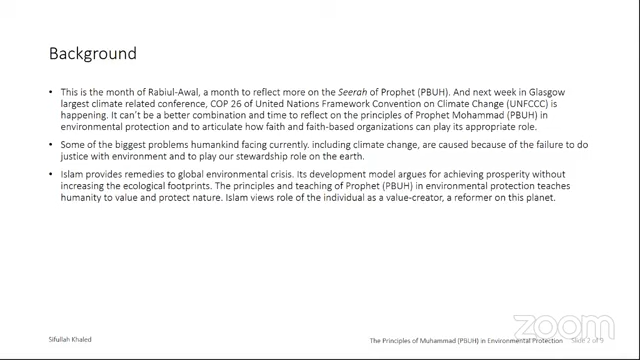 Background
• This is the month of Rabiul-Awal, a month to reflect more on the Seerah of Prophet (PBUH). And next week in Glasgow
largest climate related conference, COP 26 of United Nations Framework Convention on Climate Change (UNFCCC) is
happening. It can't be a better combination and time to reflect on the principles of Prophet Mohammad (PBUH) in
environmental protection and to articulate how faith and faith-based organizations can play its appropriate role.
• Some of the biggest problems humankind facing currently. including climate change, are caused because of the failure to do
justice with environment and to play our stewardship role on the earth.
• Islam provides remedies to global environmental crisis. Its development model argues for achieving prosperity without
increasing the ecological footprints. The principles and teaching of Prophet (PBUH) in environmental protection teaches
humanity to value and protect nature. Islam views role of the individual as a value-creator, a reformer on this planet.
zoom
Sifullah Khaled
The Principles of Muhammad (PBUH) in Environmental Protection Slide 2 of 9